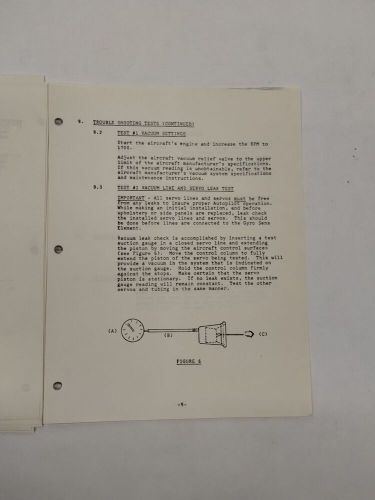 9. TROUBLE SHOOTING TESTS (CONTINUED)
9.2 TEST #1 VACUUM SETTINGS
Start the aircraft's engine and increase the RPM to
1700.
Adjust the aircraft vacuum relief valve to the upper
limit of the aircraft manufacturer's specifications.
If this vacuum reading is unobtainable, refer to the
aircraft manufacturer's vacuum system specifications
and maintenance instructions.
9.3 TEST #2 VACUUM LINE AND SERVO LEAK TEST
IMPORTANT - All servo lines and servos must be free
from any leaks to insure proper Autopilot operation.
While making an initial installation, and before
upholstery or side panels are replaced, leak check
the installed servo lines and servos. This should
be done before lines are connected to the Gyro Sens
Element.
Vacuum leak check is accomplished by inserting a test
suction gauge in a closed servo line and extending
the piston by moving the aircraft control surfaces
(see Figure 6). Move the control column to fully
extend the piston of the servo being tested. This will
provide a vacuum in the system that is indicated on
the suction gauge. Hold the control column firmly
against the stops. Make certain that the servo
piston is stationary. If no leak exists, the suction
gauge reading will remain constant. Test the other
servos and tubing in the same manner.
(A) (B) (C)
FIGURE 6